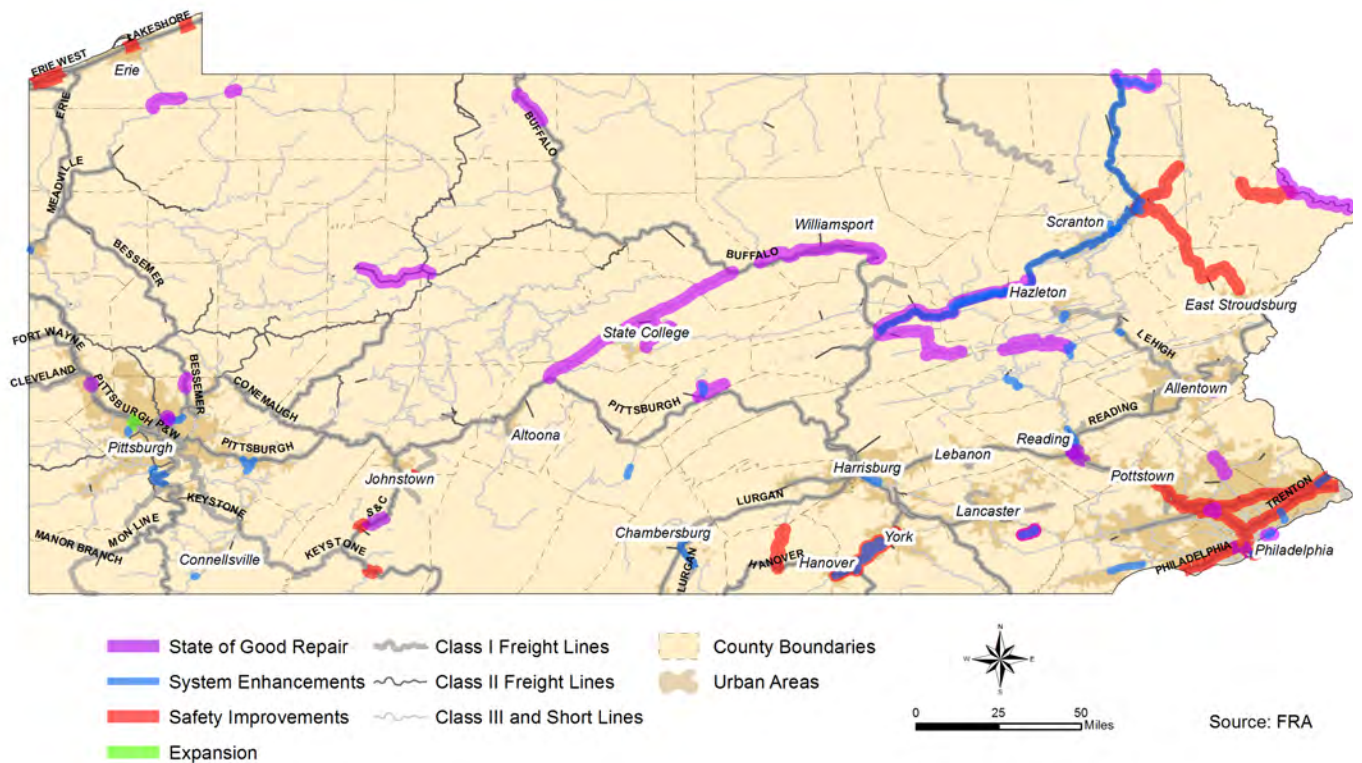 LAKESHORE
ERIE WEST
Erie
ERIE
BUFFALO
MEADVILLE
Scranton
Williamsport
BUFFALO
BESSEMER
Hazleton
East Stroudsburg
State College
FORT WAYNE
LEHIGH
CLEVELAND
PITTSBURGH
BESSEMER
CONEMAUGH
Allentown
PITTSBURGH
READING
P&W
Altoona
Reading
Pittsburgh
PITTSBURGH
Lebanon
Harrisburg
Pottstown
Johnstown
KEYSTONE
LURGAN
TRENTON
S&C
Lancaster
MON LINE
Chambersburg
York
MANOR BRANCH
Connellsville
KEYSTONE
LURGAN
HANOVER
Hanover
PHILADELPHIA
Philadelphia
State of Good Repair
Class I Freight Lines
County Boundaries
System Enhancements
Class II Freight Lines
Urban Areas
Safety Improvements
Class III and Short Lines
Expansion
N
W
E
S
0 25 50
Miles
Source: FRA